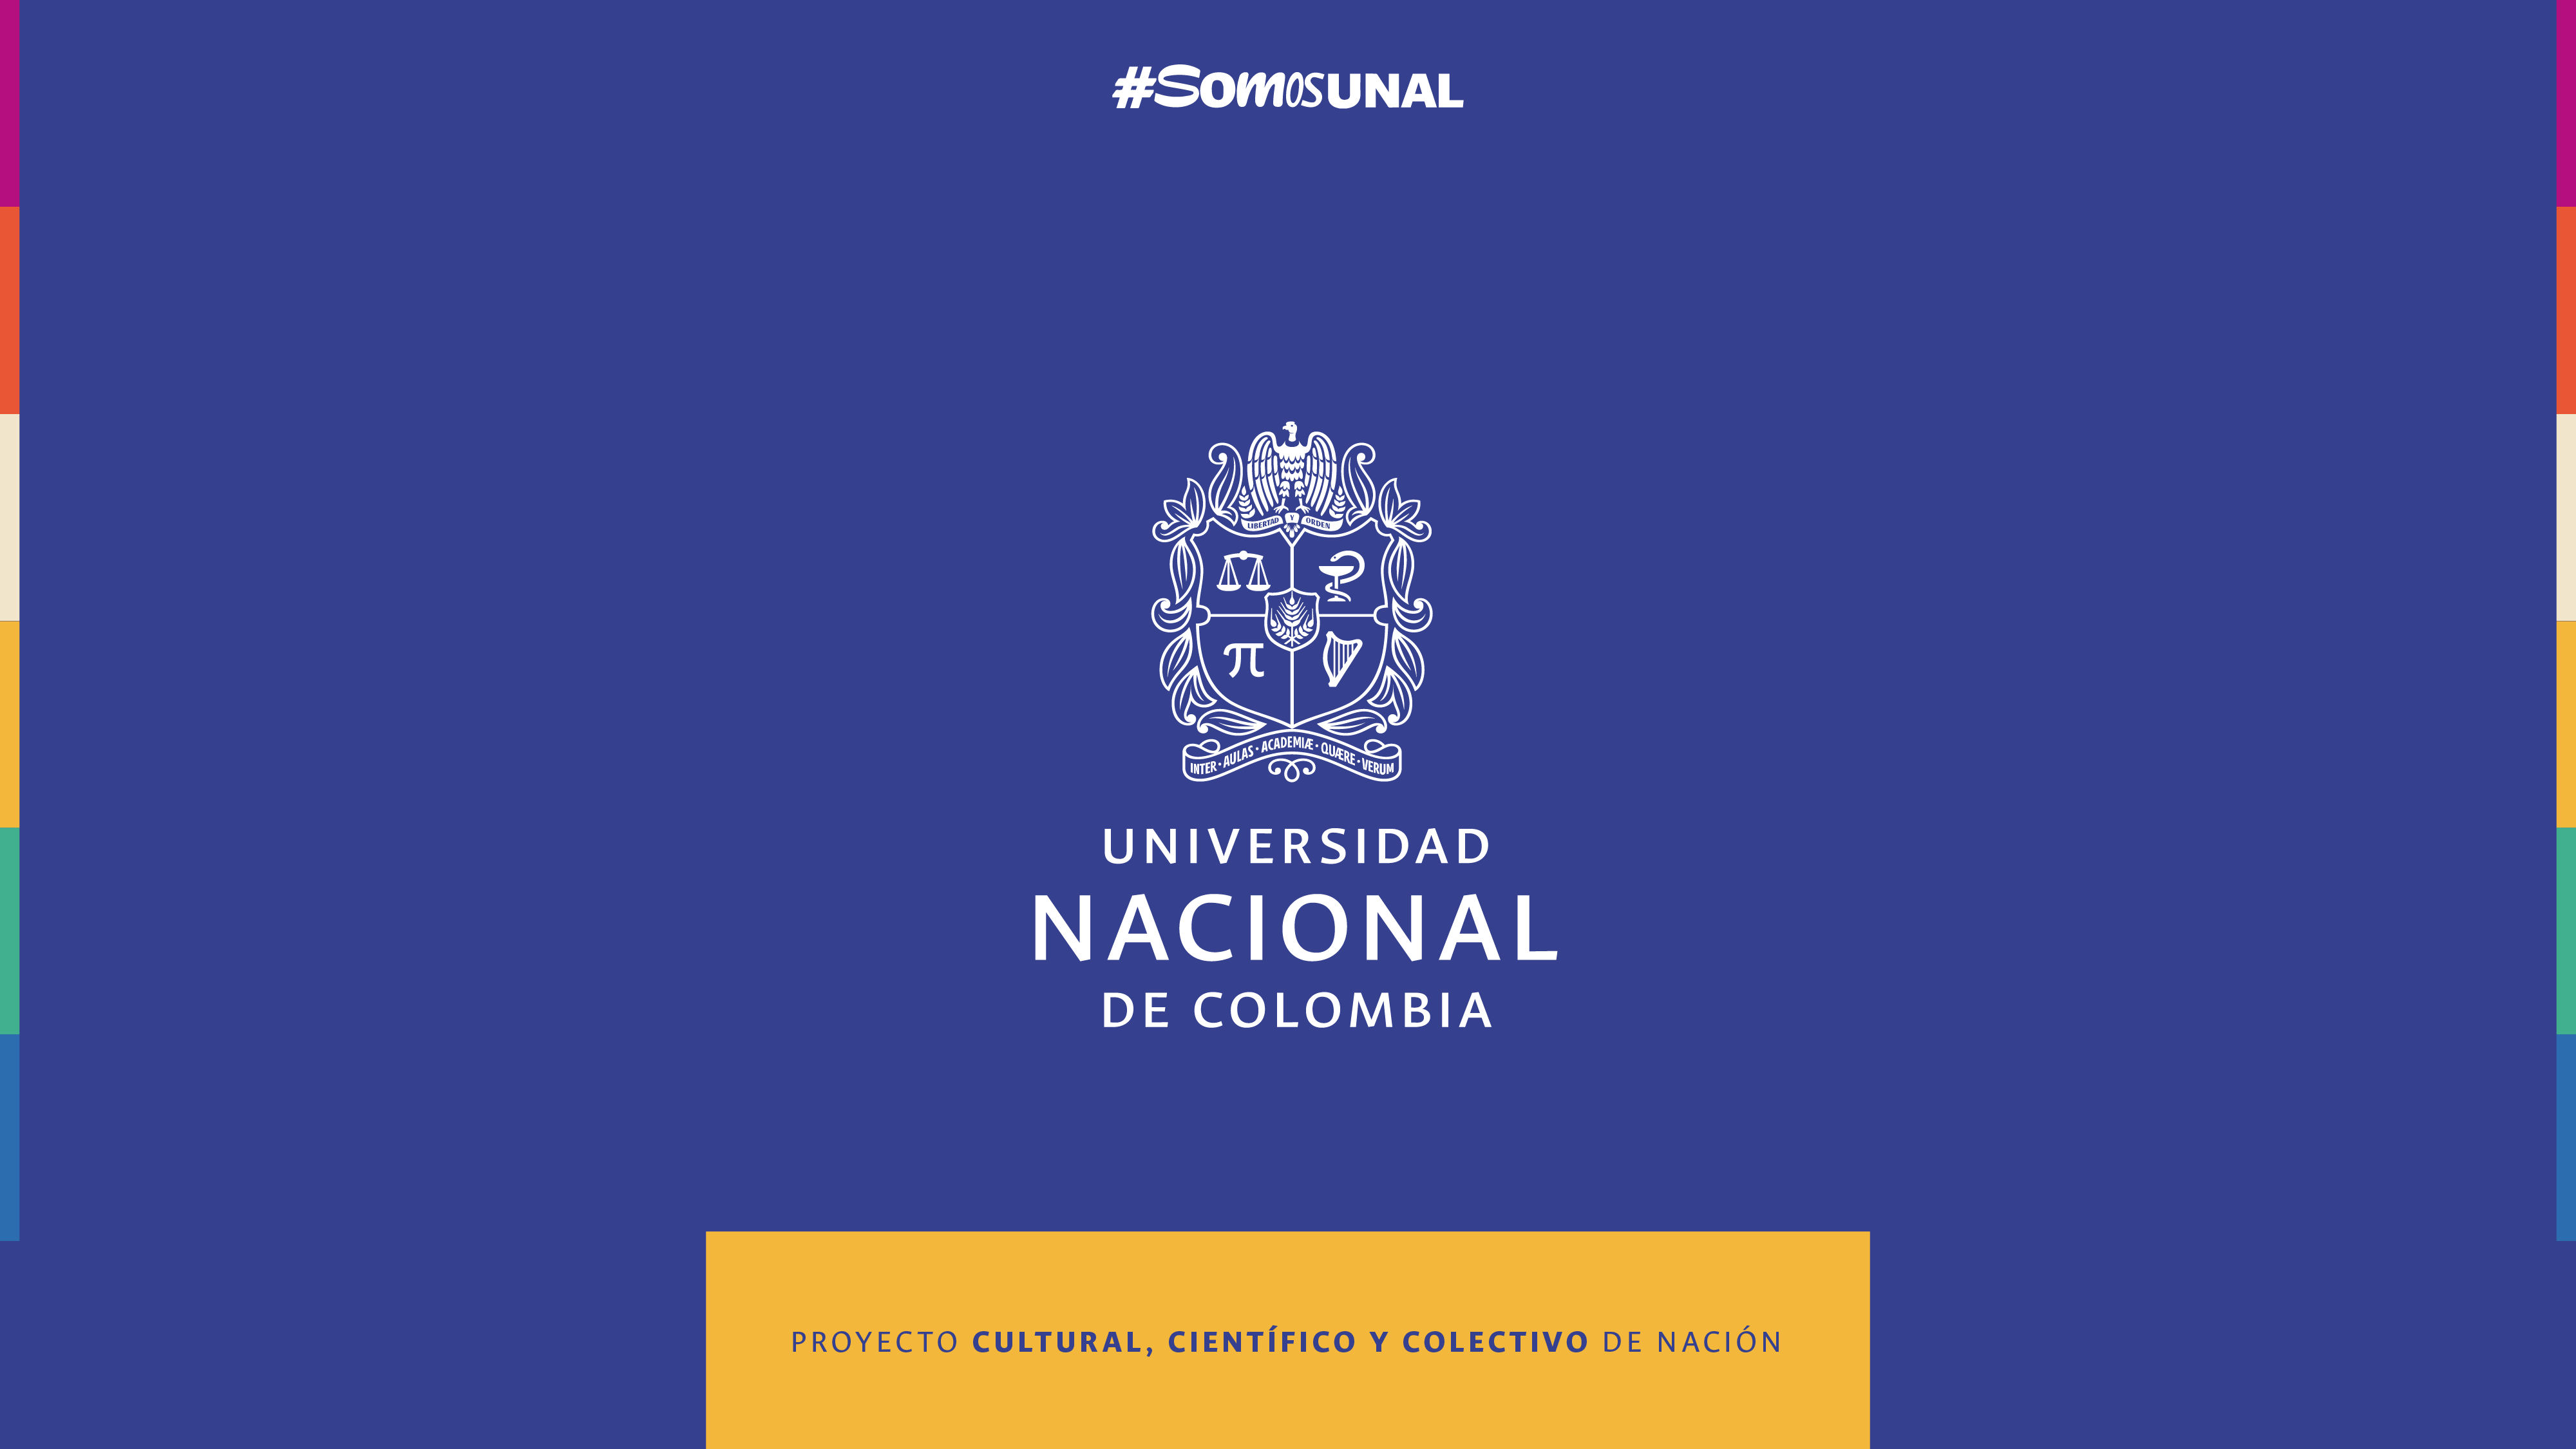 #SomosUNAL
LIBERTAD Y ORDEN
π
INTER · AULAS · ACADEMIÆ · QUÆRE · VERUM
UNIVERSIDAD
NACIONAL
DE COLOMBIA
PROYECTO CULTURAL, CIENTÍFICO Y COLECTIVO DE NACIÓN